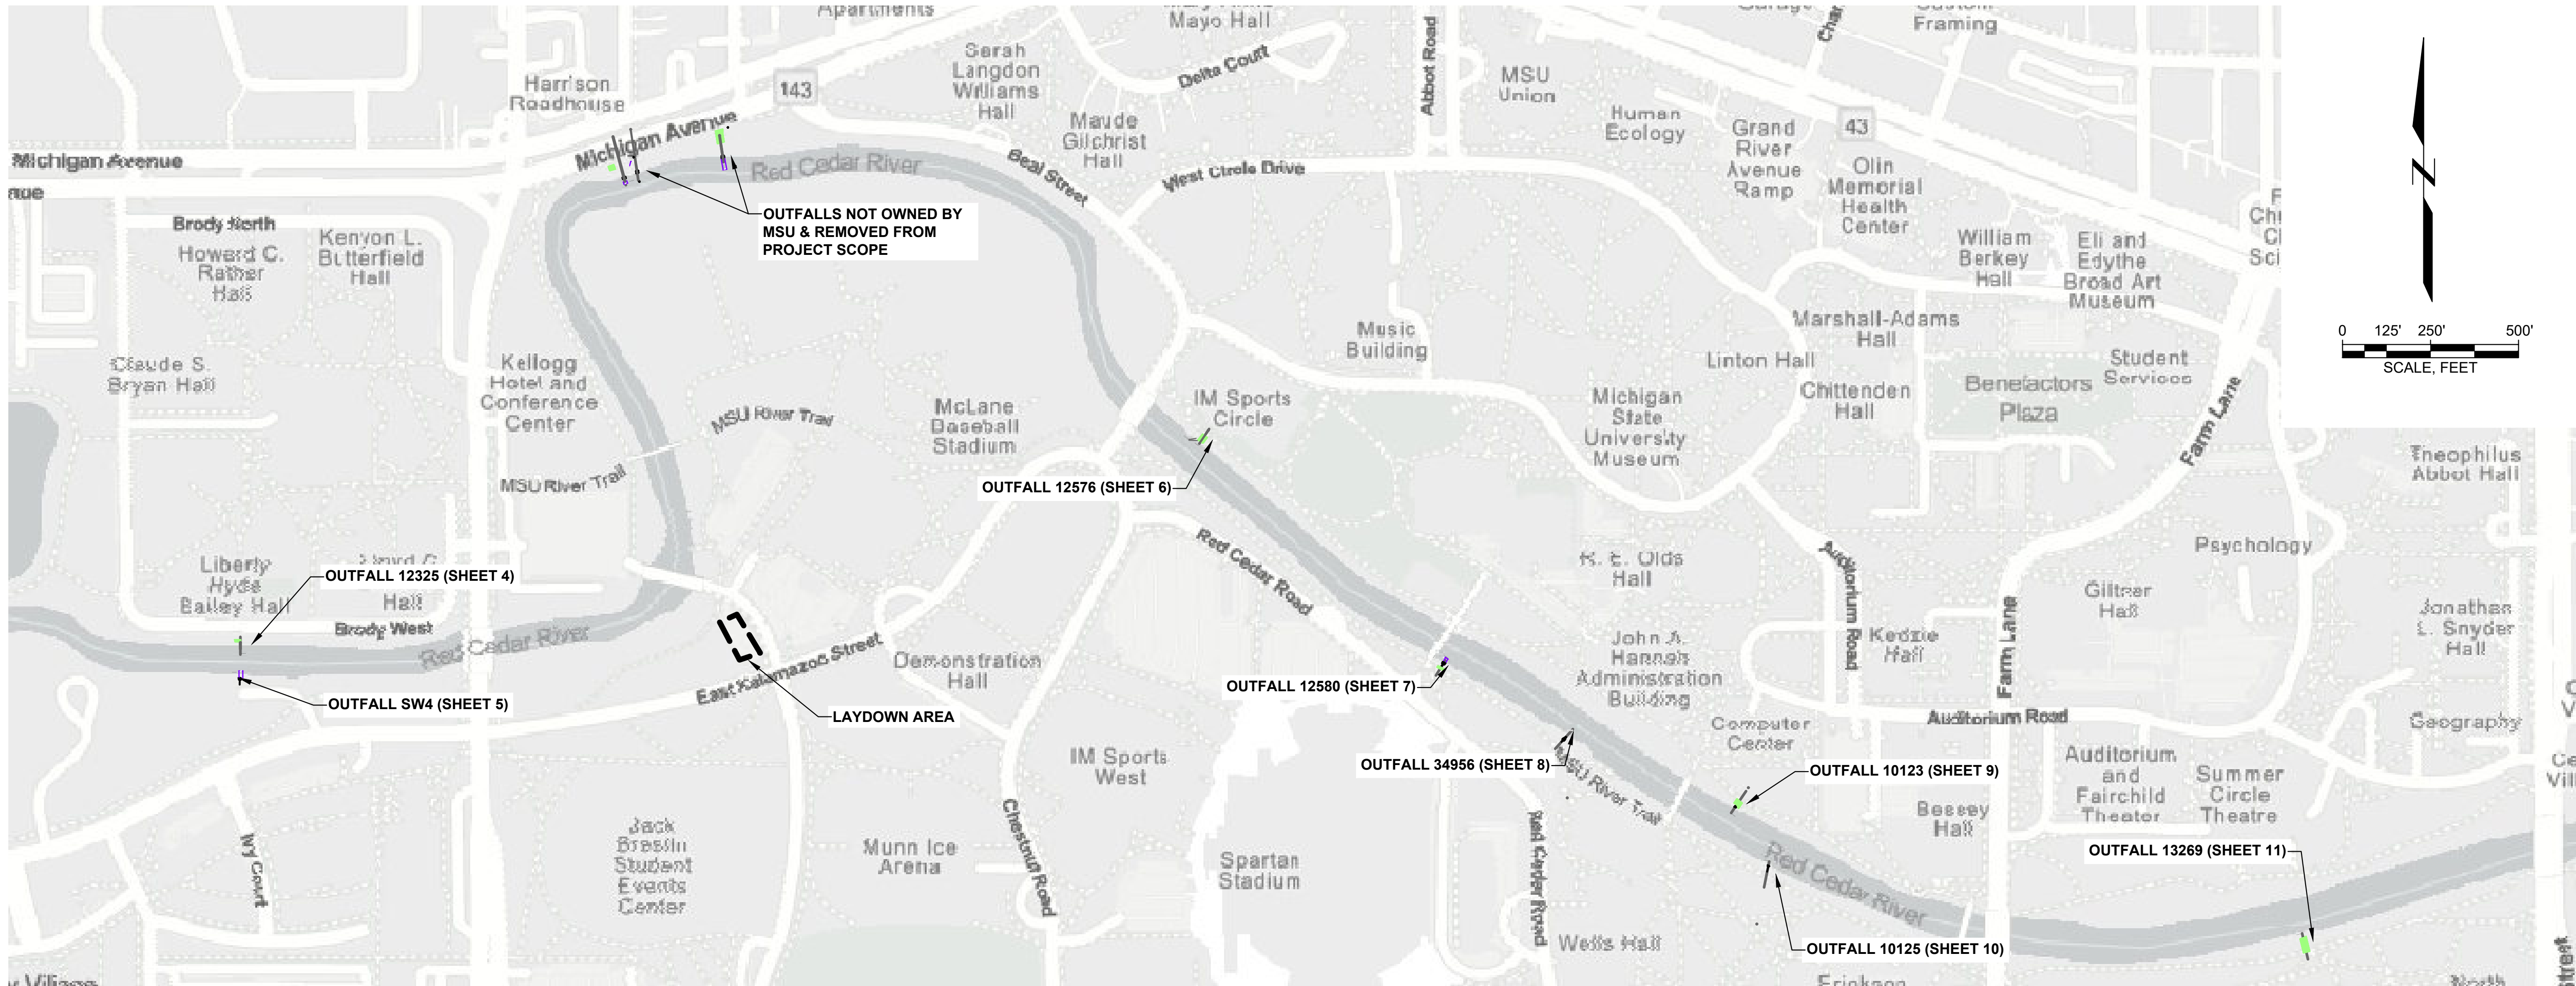 Apartments
Mayo Hall
Framing
Harrison
Roadhouse
143
Sarah
Langdon
Williams
Hall
Delta Court
Abbot Road
MSU
Union
Human
Ecology
Grand
River
Avenue
Ramp
43
Olin
Memorial
Health
Center
Maude
Gilchrist
Hall
Michigan Avenue
Michigan Avenue
Red Cedar River
Beal Street
West Circle Drive
OUTFALLS NOT OWNED BY
MSU & REMOVED FROM
PROJECT SCOPE
Brody North
Howard C.
Rather
Hall
Kenyon L.
Butterfield
Hall
William
Berkey
Hall
Eli and
Edythe
Broad Art
Museum
N
0 125' 250' 500'
SCALE, FEET
Claude S.
Bryan Hall
Kellogg
Hotel and
Conference
Center
MSU River Trail
MSU River Trail
McLane
Baseball
Stadium
IM Sports
Circle
Music
Building
Marshall-Adams
Hall
Linton Hall
Chittenden
Hall
Benefactors
Plaza
Student
Services
Farm Lane
Michigan
State
University
Museum
Theophilus
Abbot Hall
OUTFALL 12576 (SHEET 6)
Red Cedar Road
R. E. Olds
Hall
Auditorium Road
Psychology
Giltner
Hall
Jonathan
L. Snyder
Hall
Liberty
Hyde
Bailey Hall
Hall
OUTFALL 12325 (SHEET 4)
Brody West
Red Cedar River
OUTFALL SW4 (SHEET 5)
East Kalamazoo Street
LAYDOWN AREA
Demonstration
Hall
OUTFALL 12580 (SHEET 7)
John A.
Hannah
Administration
Building
Kedzie
Hall
Farm Lane
Auditorium Road
Geography
Computer
Center
OUTFALL 34956 (SHEET 8)
MSU River Trail
OUTFALL 10123 (SHEET 9)
Auditorium
and
Fairchild
Theater
Summer
Circle
Theatre
Bessey
Hall
IM Sports
West
Chestnut Road
Ivy Court
Jack
Breslin
Student
Events
Center
Munn Ice
Arena
Spartan
Stadium
Red Cedar Road
Wells Hall
Red Cedar River
OUTFALL 13269 (SHEET 11)
OUTFALL 10125 (SHEET 10)
Erickson
North
Village